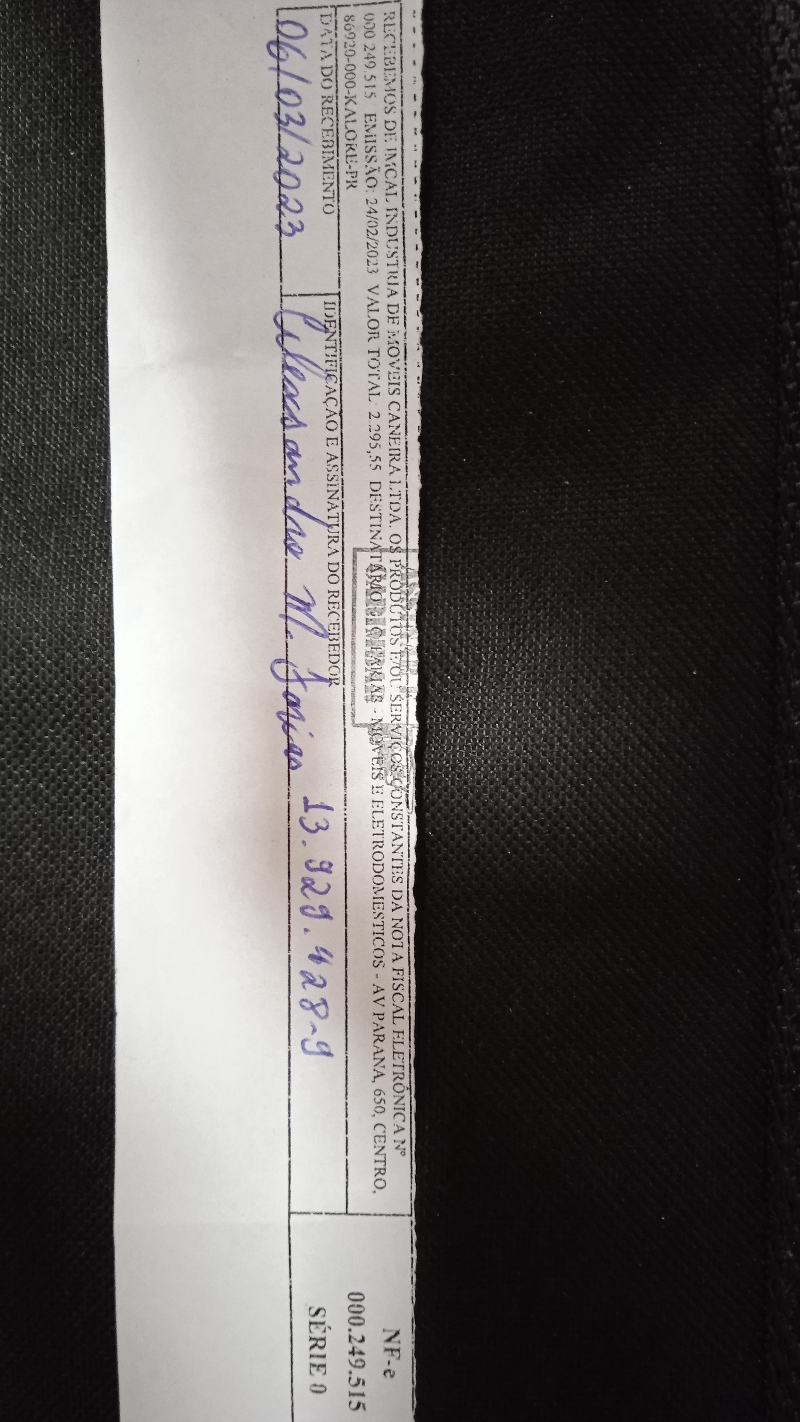 RECEBEMOS DE IMCAL INDUSTRIA DE MOVEIS CANEIRA LTDA. OS PRODUTOS E/OU SERVIÇOS CONSTANTES DA NOTA FISCAL ELETRÔNICA Nº
000.249.515 EMISSÃO: 24/02/2023 VALOR TOTAL: 2.295,55 DESTINATÁRIO: FARIAS - MOVEIS E ELETRODOMESTICOS - AV PARANA, 650, CENTRO,
86920-000-KALORE-PR
DATA DO RECEBIMENTO
06/03/2023
IDENTIFICAÇÃO E ASSINATURA DO RECEBEDOR
M. Farias 13.929.428-9
NF-e
000.249.515
SÉRIE 0